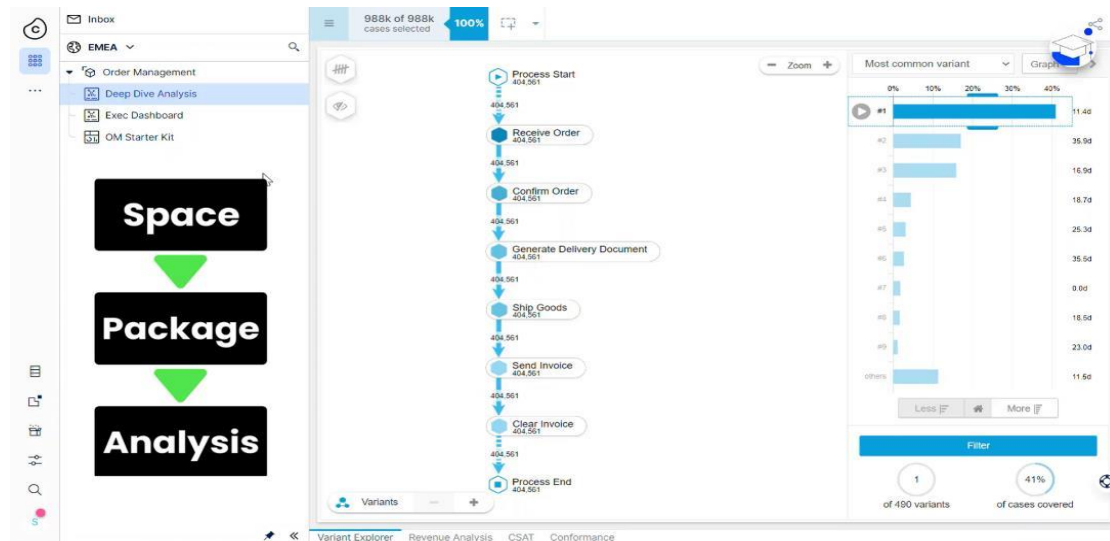 C
Inbox
EMEA
Order Management
Deep Dive Analysis
Exec Dashboard
OM Starter Kit
Space
Package
Analysis
S
988k of 988k
cases selected
100%
Process Start
404,561
404,561
Receive Order
404,561
404,561
Confirm Order
404,561
404,561
Generate Delivery Document
404,561
404,561
Ship Goods
404,561
404,561
Send Invoice
404,561
404,561
Clear Invoice
404,561
404,561
Process End
404,561
− Zoom +
Variants − +
Most common variant
Graph
0% 10% 20% 30% 40%
#1 11.4d
#2 35.9d
#3 16.9d
#4 18.7d
#5 25.3d
#6 35.5d
#7 0.0d
#8 18.5d
#9 23.0d
others 11.5d
Less More
Filter
1 41%
of 490 variants of cases covered
Variant Explorer Revenue Analysis CSAT Conformance